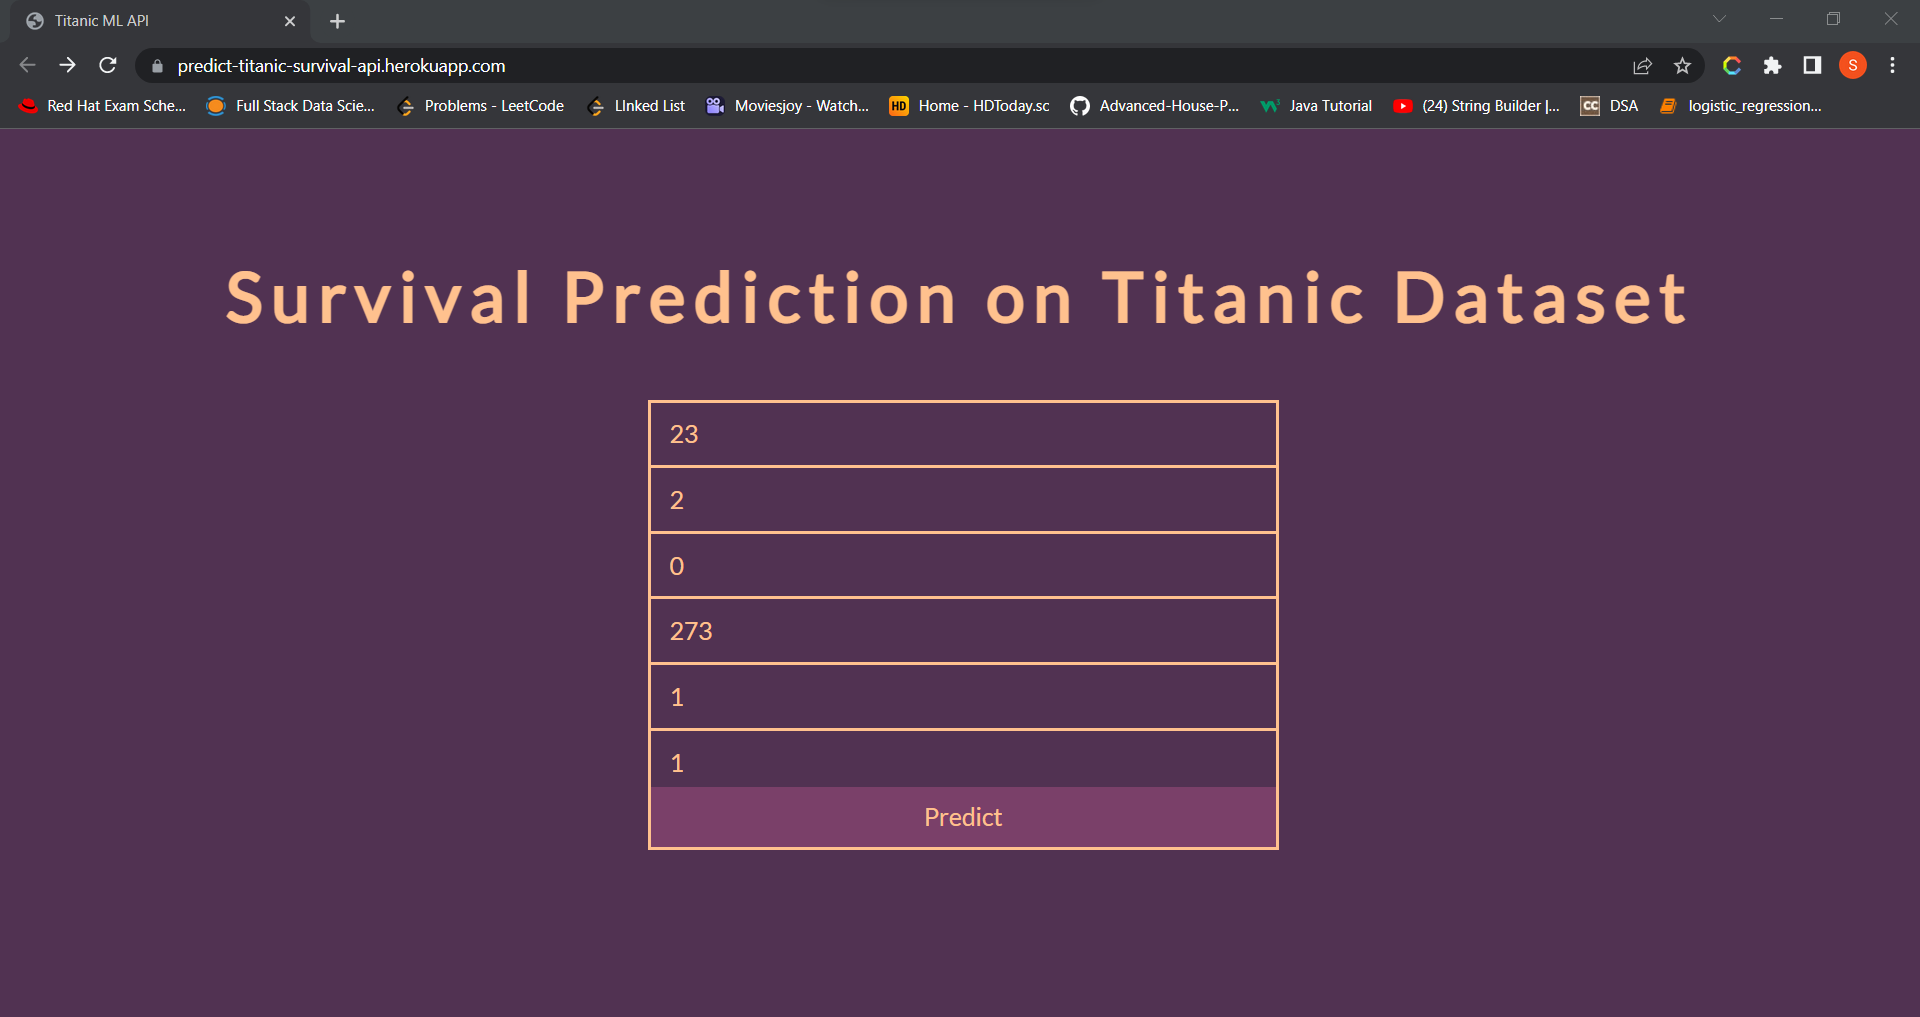 Titanic ML API
predict-titanic-survival-api.herokuapp.com
S
Red Hat Exam Sche... Full Stack Data Scie... Problems - LeetCode LInked List Moviesjoy - Watch... HD Home - HDToday.sc Advanced-House-P... W3 Java Tutorial (24) String Builder |... CC DSA logistic_regression...
Survival Prediction on Titanic Dataset
23
2
0
273
1
1
Predict